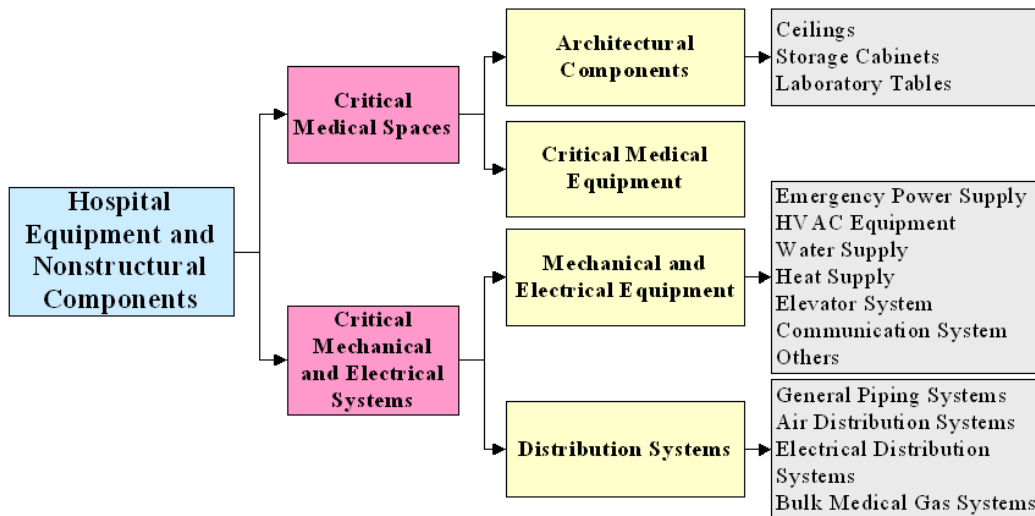 Hospital
Equipment and
Nonstructural
Components
Critical
Medical Spaces
Critical
Mechanical
and Electrical
Systems
Architectural
Components
Critical Medical
Equipment
Mechanical and
Electrical Equipment
Distribution Systems
Ceilings
Storage Cabinets
Laboratory Tables
Emergency Power Supply
HVAC Equipment
Water Supply
Heat Supply
Elevator System
Communication System
Others
General Piping Systems
Air Distribution Systems
Electrical Distribution
Systems
Bulk Medical Gas Systems